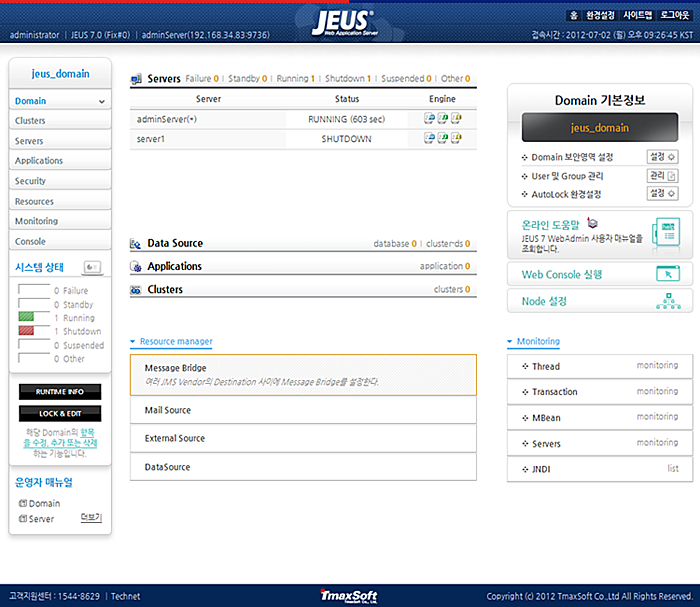 홈 | 환경설정 | 사이트맵 | 로그아웃
JEUS
Web Application Server
administrator | JEUS 7.0 (Fix#0) | adminServer(192.168.34.83:9736)
접속시간 : 2012-07-02 (월) 오후 09:26:45 KST
jeus_domain
Domain
Clusters
Servers
Applications
Security
Resources
Monitoring
Console
시스템 상태
0 Failure
0 Standby
1 Running
1 Shutdown
0 Suspended
0 Other
RUNTIME INFO
LOCK & EDIT
해당 Domain의 항목
을 수정, 추가 또는 삭제
하는 기능입니다.
운영자 매뉴얼
Domain
Server 더보기
Servers Failure 0 | Standby 0 | Running 1 | Shutdown 1 | Suspended 0 | Other 0
Server Status Engine
adminServer(*) RUNNING (603 sec)
server1 SHUTDOWN
Data Source database 0 | cluster-ds 0
Applications application 0
Clusters clusters 0
Resource manager
Message Bridge
여러 JMS Vendor의 Destination 사이에 Message Bridge를 설정한다.
Mail Source
External Source
DataSource
Domain 기본정보
jeus_domain
Domain 보안영역 설정 설정
User 및 Group 관리 관리
AutoLock 환경설정 설정
온라인 도움말
help
JEUS 7 WebAdmin 사용자 매뉴얼을
조회합니다.
Web Console 실행
Node 설정
Monitoring
Thread monitoring
Transaction monitoring
MBean monitoring
Servers monitoring
JNDI list
고객지원센터 : 1544-8629 | Technet
TmaxSoft
TmaxSoft Co., Ltd.
Copyright (c) 2012 TmaxSoft Co.,Ltd All Rights Reserved.